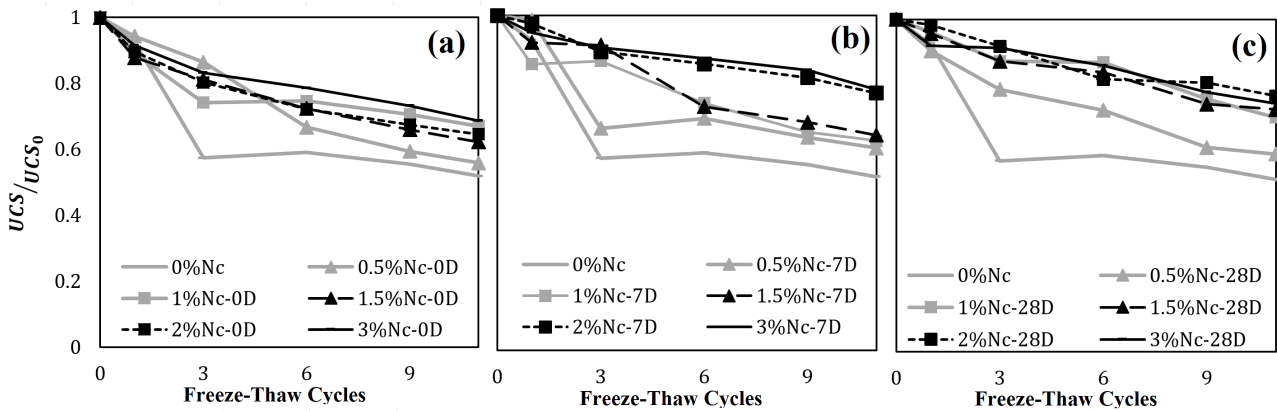 UCS/UCS₀
1
0.8
0.6
0.4
0.2
0
(a)
0%Nc
0.5%Nc-0D
1%Nc-0D
1.5%Nc-0D
2%Nc-0D
3%Nc-0D
0
3
6
9
Freeze-Thaw Cycles
(b)
0%Nc
0.5%Nc-7D
1%Nc-7D
1.5%Nc-7D
2%Nc-7D
3%Nc-7D
0
3
6
9
Freeze-Thaw Cycles
(c)
0%Nc
0.5%Nc-28D
1%Nc-28D
1.5%Nc-28D
2%Nc-28D
3%Nc-28D
0
3
6
9
Freeze-Thaw Cycles